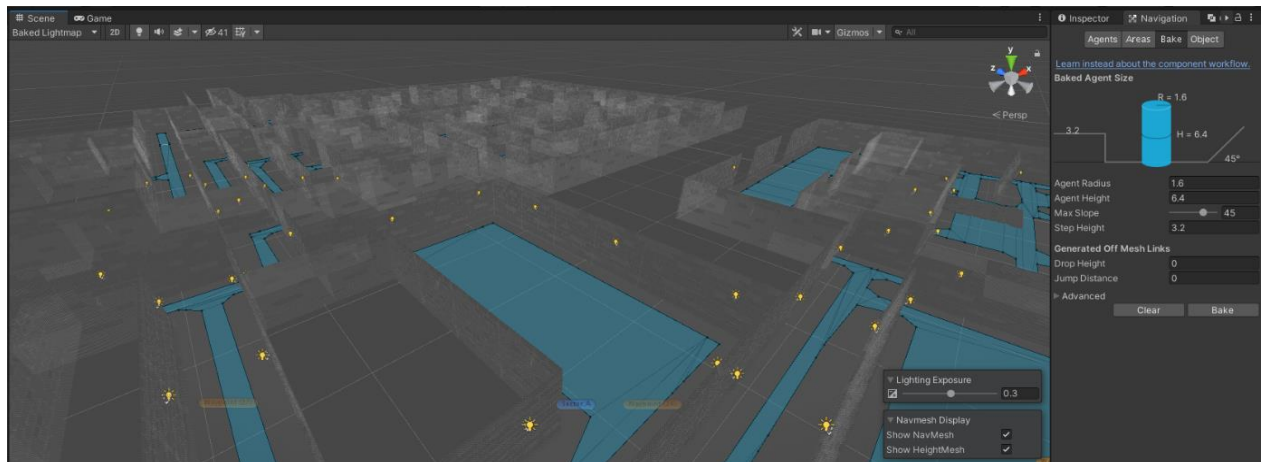 Scene Game
Baked Lightmap 2D 41 Gizmos All
y
z x
Persp
Lighting Exposure
0.3
Navmesh Display
Show NavMesh
Show HeightMesh
Inspector Navigation
Agents Areas Bake Object
Learn instead about the component workflow.
Baked Agent Size
R = 1.6
3.2
H = 6.4
45°
Agent Radius 1.6
Agent Height 6.4
Max Slope 45
Step Height 3.2
Generated Off Mesh Links
Drop Height 0
Jump Distance 0
Advanced
Clear Bake